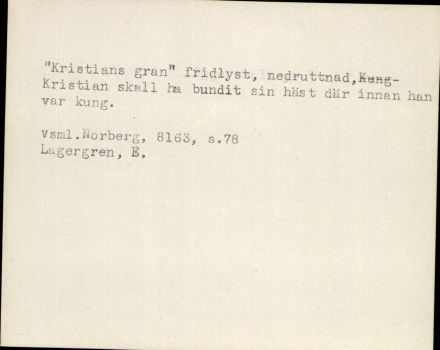 "Kristians gran" fridlyst, nedruttnad, Kung-
Kristian skall ha bundit sin häst där innan han
var kung.
Vsml. Norberg, 8163, s.78
Lagergren, E.